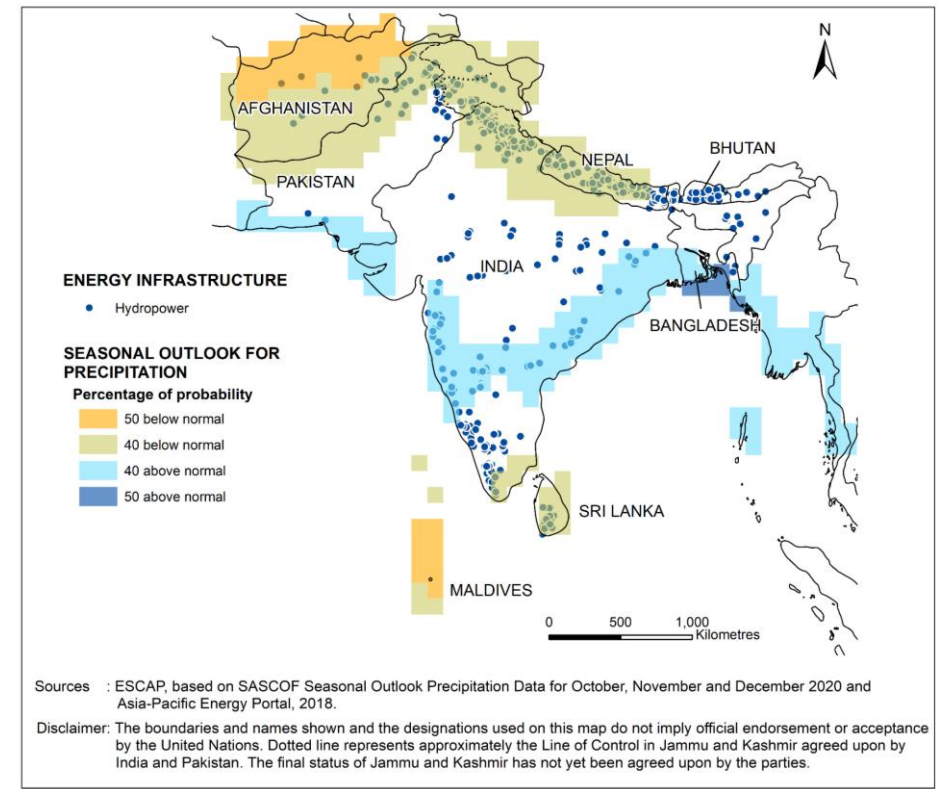 N
AFGHANISTAN
PAKISTAN
NEPAL
BHUTAN
INDIA
BANGLADESH
SRI LANKA
MALDIVES
ENERGY INFRASTRUCTURE
Hydropower
SEASONAL OUTLOOK FOR
PRECIPITATION
Percentage of probability
50 below normal
40 below normal
40 above normal
50 above normal
0 500 1,000
Kilometres
Sources : ESCAP, based on SASCOF Seasonal Outlook Precipitation Data for October, November and December 2020 and
Asia-Pacific Energy Portal, 2018.
Disclaimer: The boundaries and names shown and the designations used on this map do not imply official endorsement or acceptance
by the United Nations. Dotted line represents approximately the Line of Control in Jammu and Kashmir agreed upon by
India and Pakistan. The final status of Jammu and Kashmir has not yet been agreed upon by the parties.